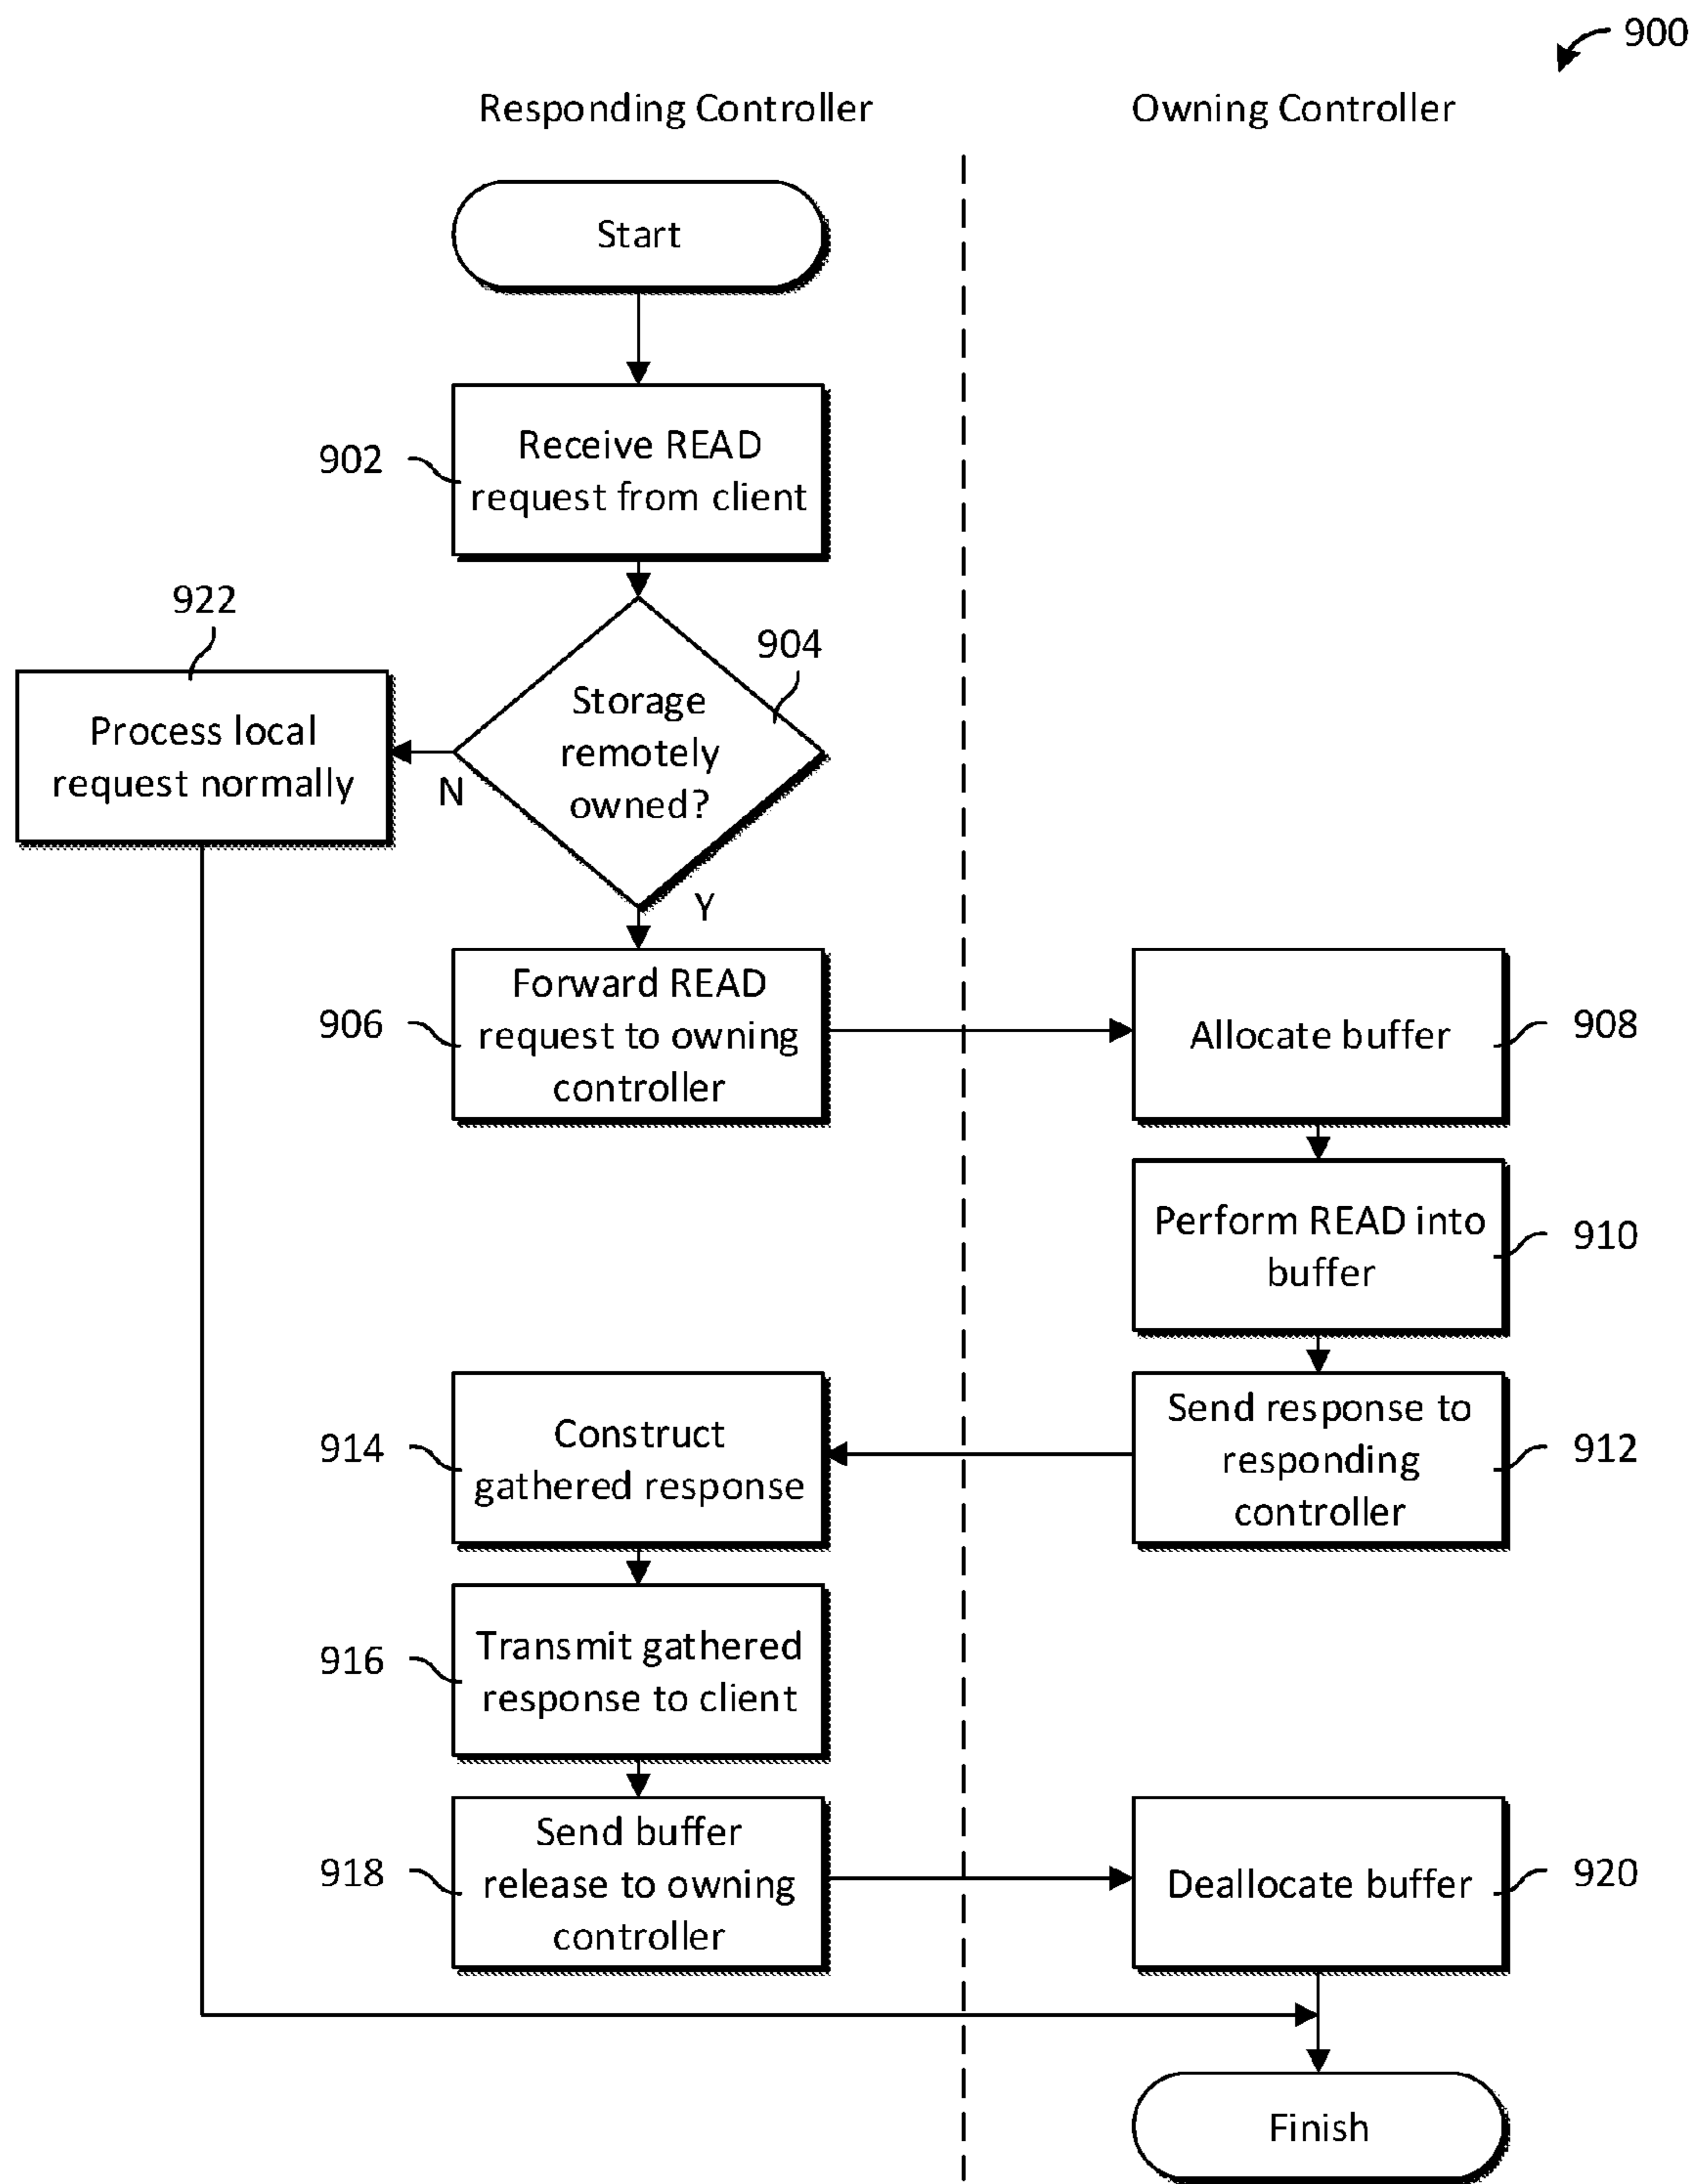 900
Responding Controller
Owning Controller
Start
902
Receive READ
request from client
922
904
Process local
request normally
Storage
remotely
owned?
N
Y
906
Forward READ
request to owning
controller
Allocate buffer
908
Perform READ into
buffer
910
914
Construct
gathered response
Send response to
responding
controller
912
916
Transmit gathered
response to client
918
Send buffer
release to owning
controller
Deallocate buffer
920
Finish